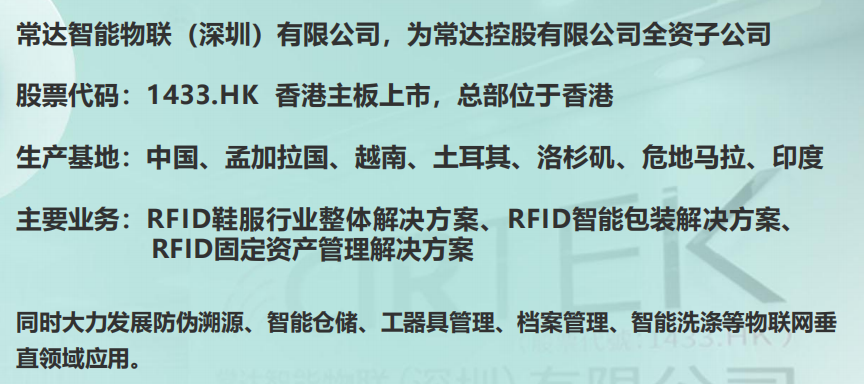 常达智能物联（深圳）有限公司，为常达控股有限公司全资子公司
股票代码：1433.HK 香港主板上市，总部位于香港
生产基地：中国、孟加拉国、越南、土耳其、洛杉矶、危地马拉、印度
主要业务：RFID鞋服行业整体解决方案、RFID智能包装解决方案、
RFID固定资产管理解决方案
同时大力发展防伪溯源、智能仓储、工器具管理、档案管理、智能洗涤等物联网垂
直领域应用。